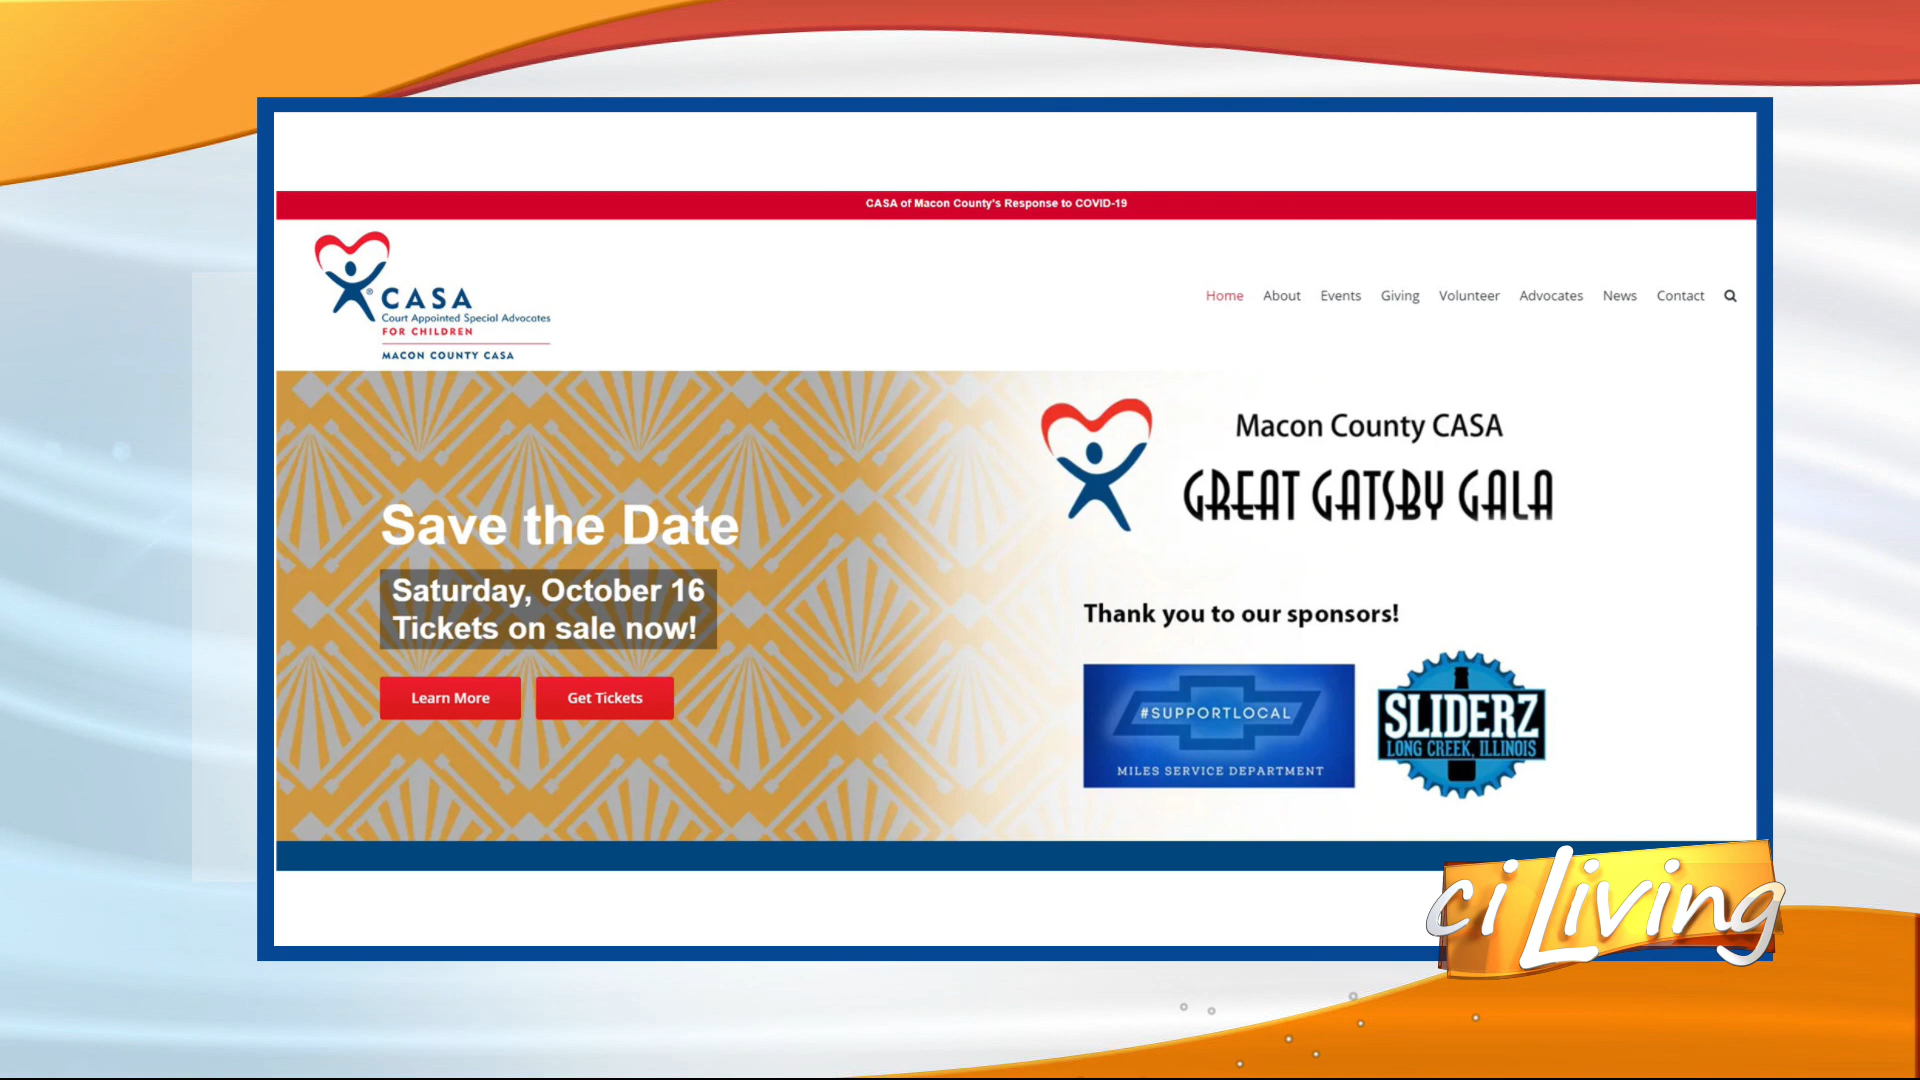 CASA of Macon County's Response to COVID-19
® CASA
Court Appointed Special Advocates
FOR CHILDREN
MACON COUNTY CASA
Home About Events Giving Volunteer Advocates News Contact
Macon County CASA
GREAT GATSBY GALA
Save the Date
Saturday, October 16
Tickets on sale now!
Learn More Get Tickets
Thank you to our sponsors!
#SUPPORTLOCAL
MILES SERVICE DEPARTMENT
SLIDERZ
LONG CREEK, ILLINOIS
ci Living